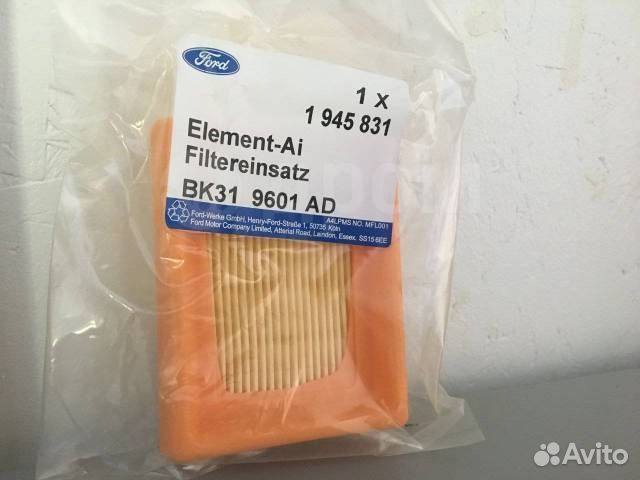 Ford
1 X
1 945 831
Element-Ai
Filtereinsatz
BK31 9601 AD
A4LPMS NO. MFL001
Ford-Werke GmbH, Henry-Ford-Straße 1, 50735 Köln
Ford Motor Company Limited, Arterial Road, Laindon, Essex. SS15 6EE
Avito